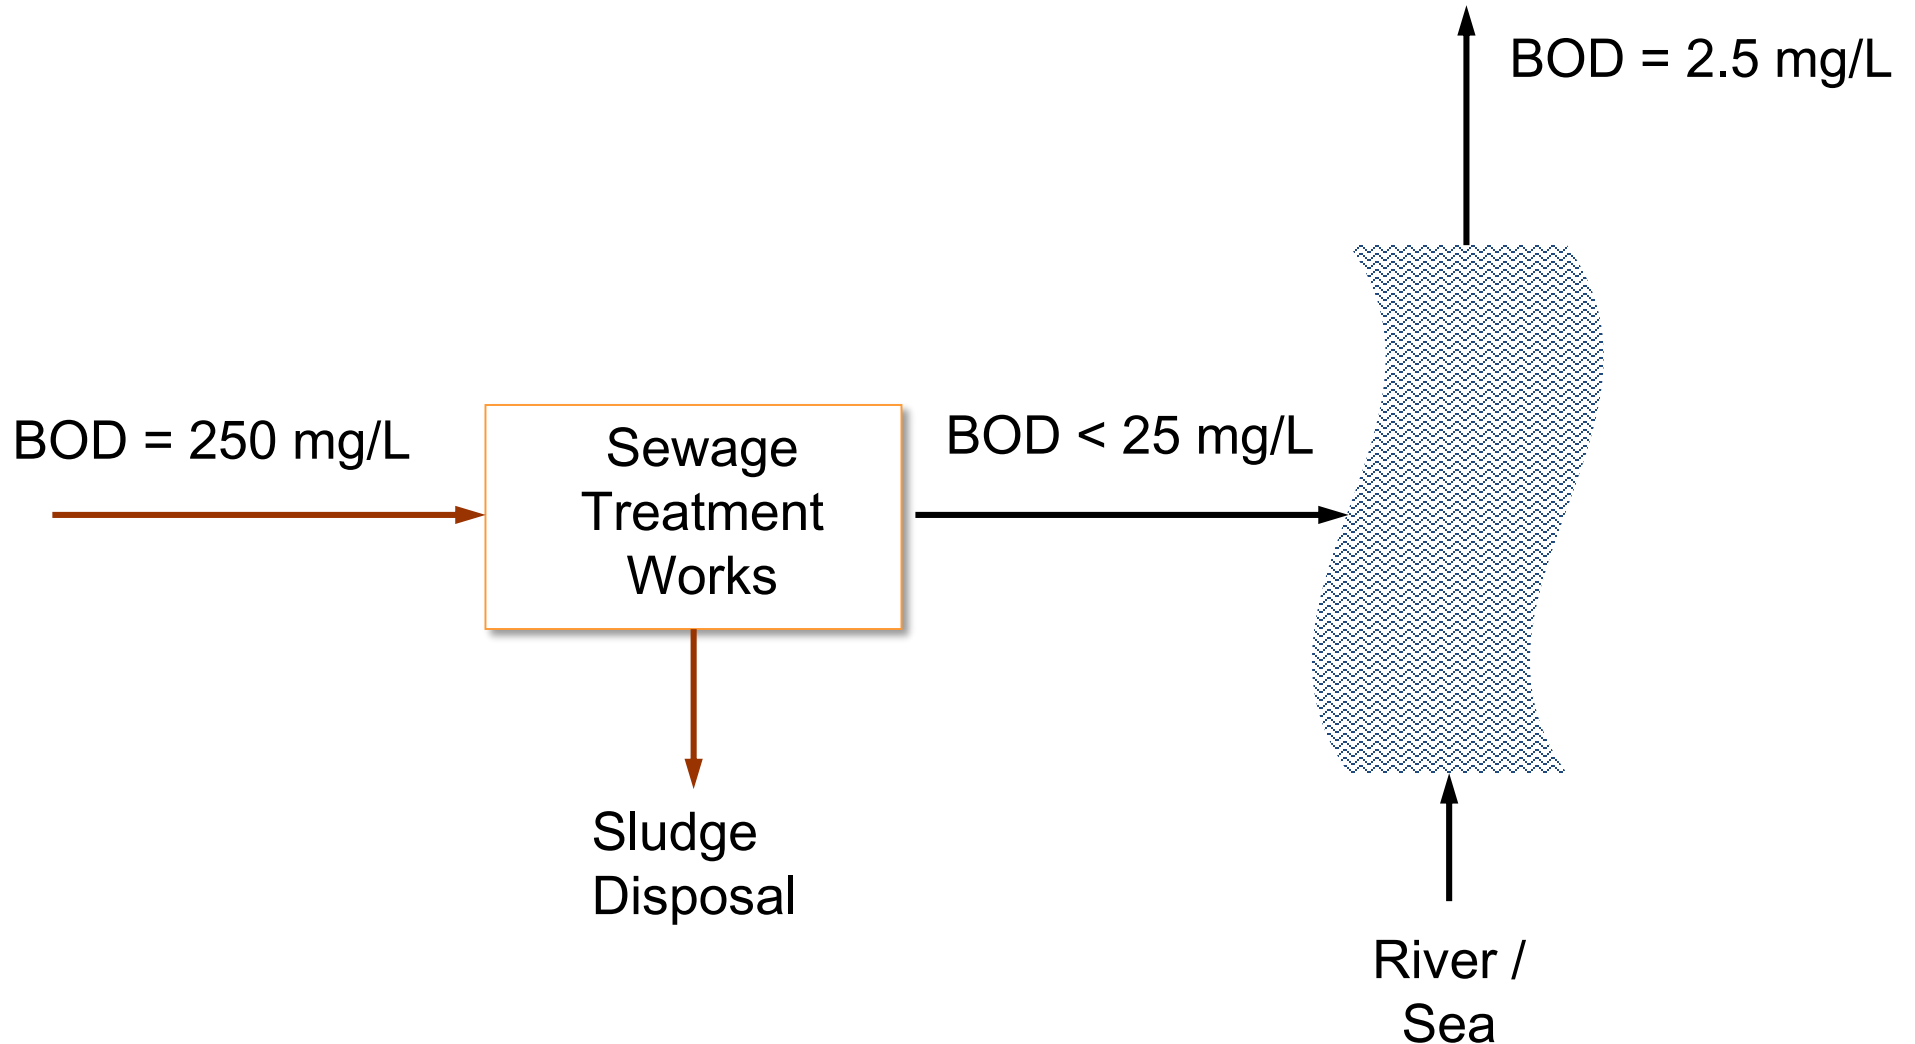 BOD = 2.5 mg/L
BOD = 250 mg/L
Sewage
Treatment
Works
BOD < 25 mg/L
Sludge
Disposal
River /
Sea